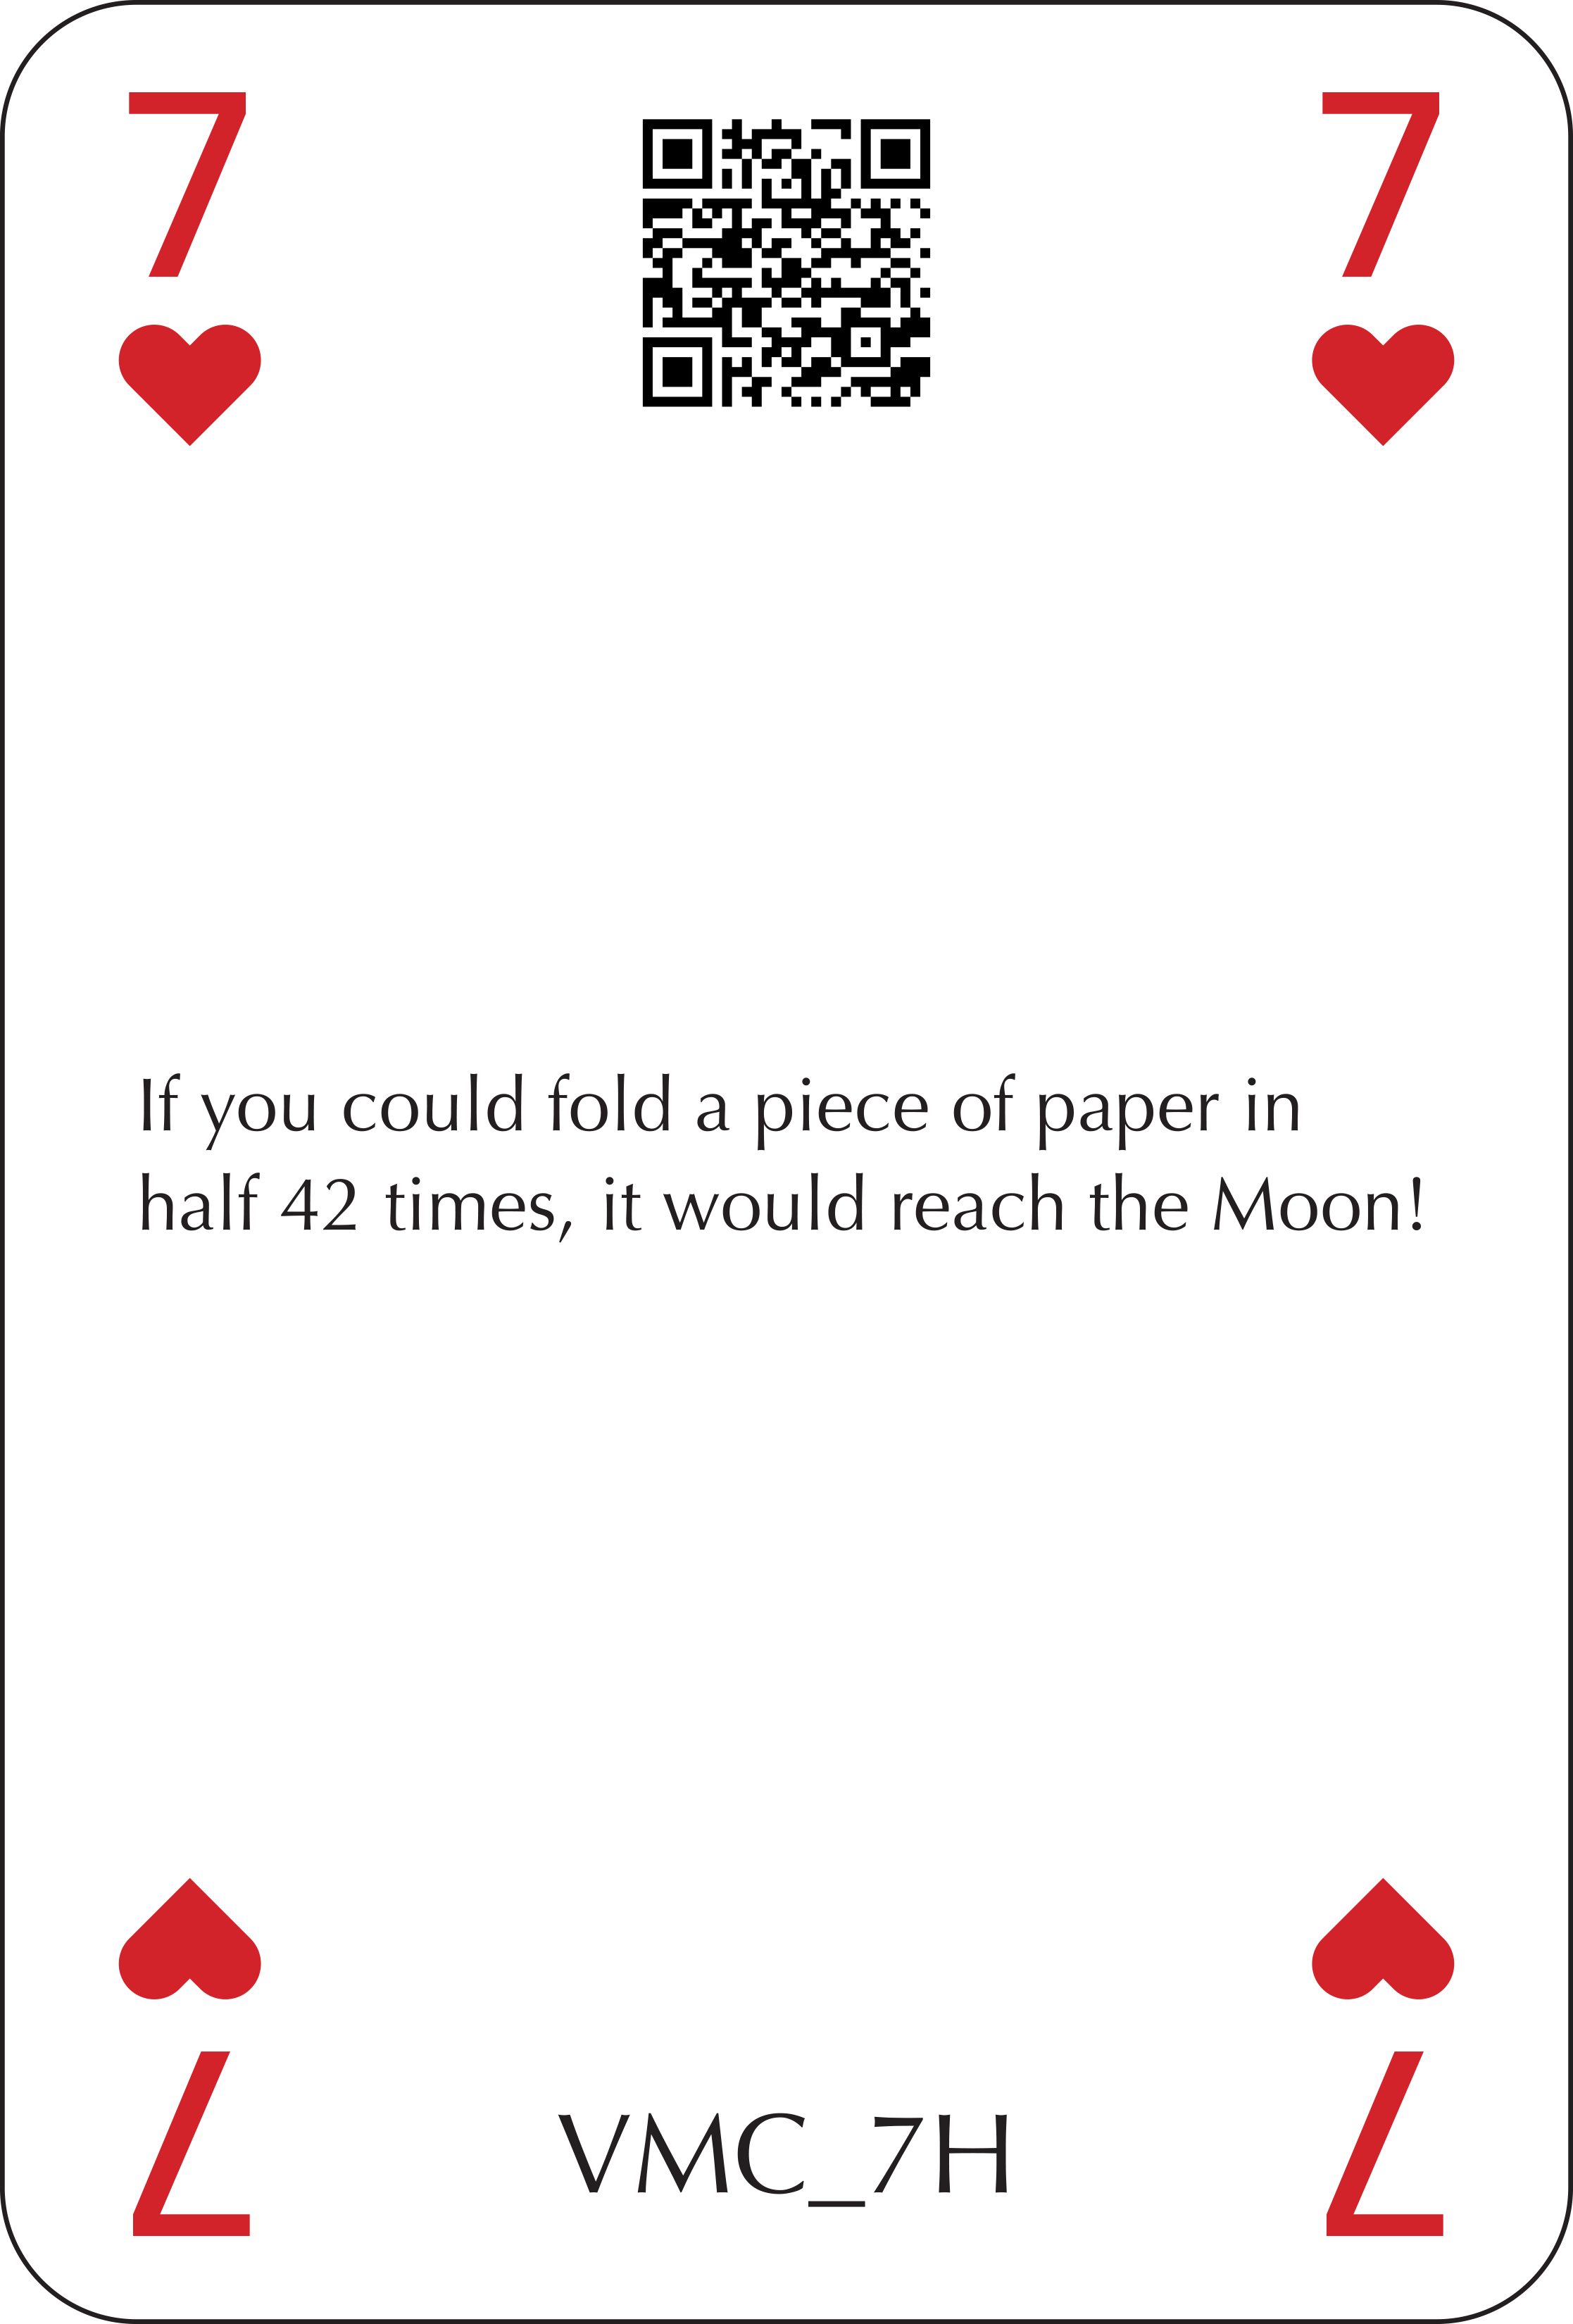 7 7
If you could fold a piece of paper in
half 42 times, it would reach the Moon!
7 VMC_7H 7